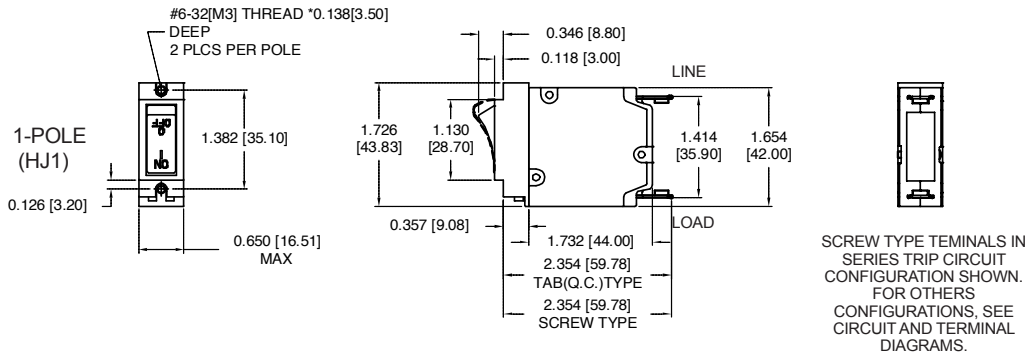 #6-32[M3] THREAD *0.138[3.50]
DEEP
2 PLCS PER POLE
1-POLE
(HJ1)
OFF
O
I
ON
1.382 [35.10]
0.126 [3.20]
0.650 [16.51]
MAX
0.346 [8.80]
0.118 [3.00]
LINE
1.726
[43.83]
1.130
[28.70]
1.414
[35.90]
1.654
[42.00]
LOAD
0.357 [9.08]
1.732 [44.00]
2.354 [59.78]
TAB(Q.C.)TYPE
2.354 [59.78]
SCREW TYPE
SCREW TYPE TEMINALS IN
SERIES TRIP CIRCUIT
CONFIGURATION SHOWN.
FOR OTHERS
CONFIGURATIONS, SEE
CIRCUIT AND TERMINAL
DIAGRAMS.